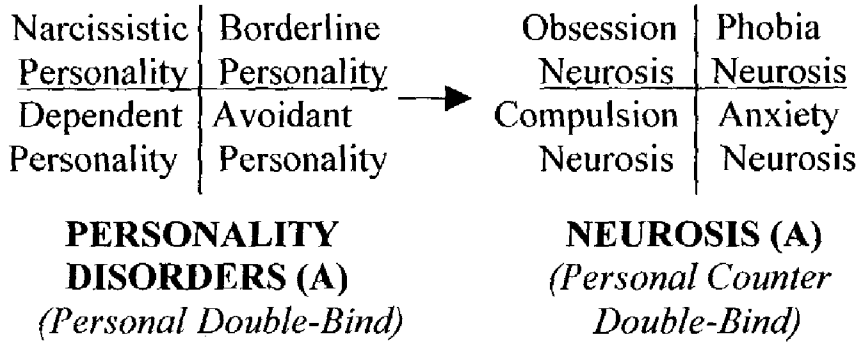 Narcissistic Borderline
Personality Personality
Dependent Avoidant
Personality Personality
PERSONALITY
DISORDERS (A)
(Personal Double-Bind)
Obsession Phobia
Neurosis Neurosis
Compulsion Anxiety
Neurosis Neurosis
NEUROSIS (A)
(Personal Counter
Double-Bind)